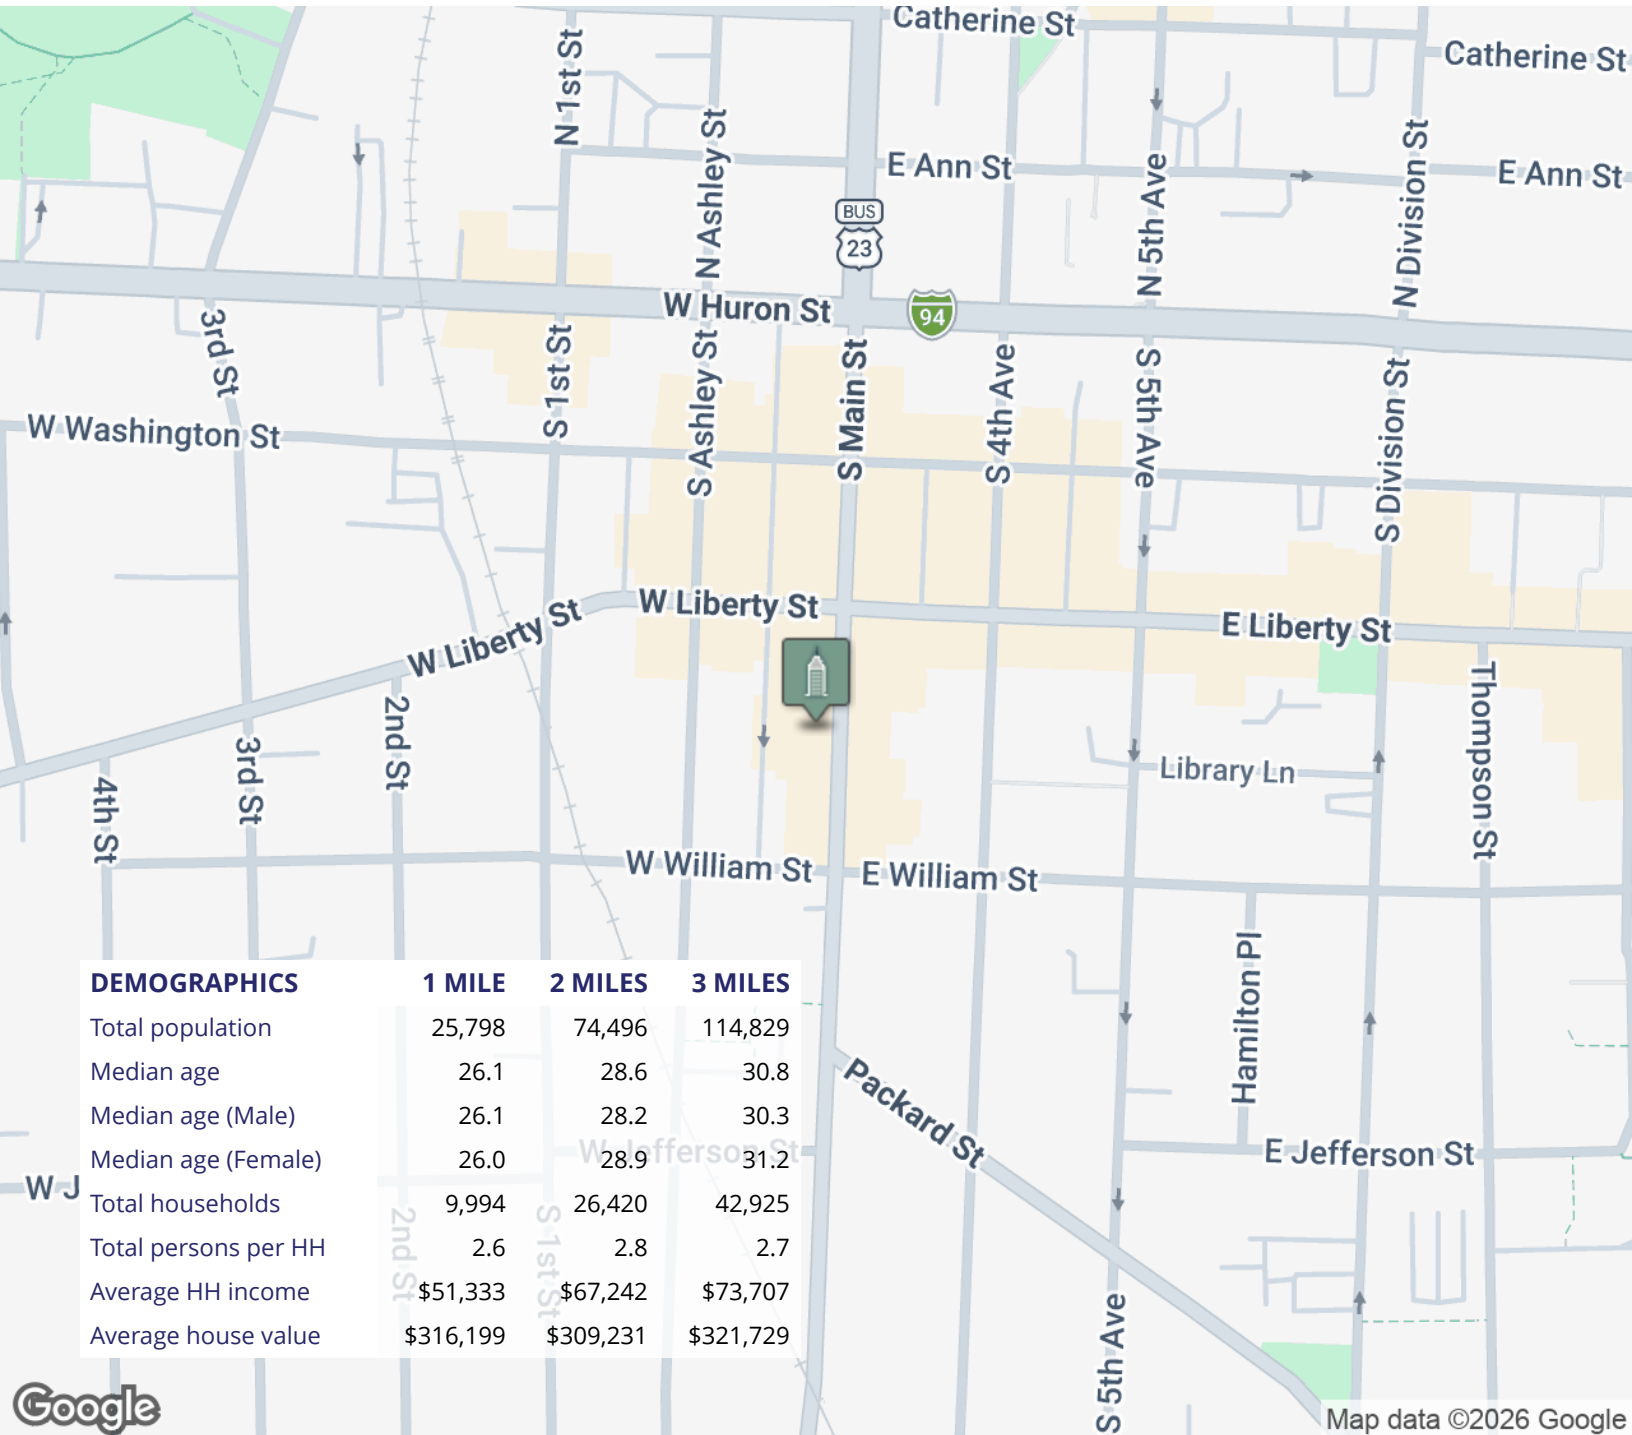 Catherine St
Catherine St
N 1st St
N Ashley St
E Ann St
N 5th Ave
N Division St
E Ann St
BUS
23
W Huron St
94
3rd St
S 1st St
S Ashley St
S Main St
S 4th Ave
S 5th Ave
S Division St
W Washington St
W Liberty St
W Liberty St
E Liberty St
2nd St
3rd St
4th St
Library Ln
Thompson St
W William St
E William St
Hamilton Pl
Packard St
E Jefferson St
W Jefferson St
W J
2nd St
S 1st St
S 5th Ave
DEMOGRAPHICS 1 MILE 2 MILES 3 MILES
Total population 25,798 74,496 114,829
Median age 26.1 28.6 30.8
Median age (Male) 26.1 28.2 30.3
Median age (Female) 26.0 28.9 31.2
Total households 9,994 26,420 42,925
Total persons per HH 2.6 2.8 2.7
Average HH income $51,333 $67,242 $73,707
Average house value $316,199 $309,231 $321,729
Google
Map data ©2026 Google